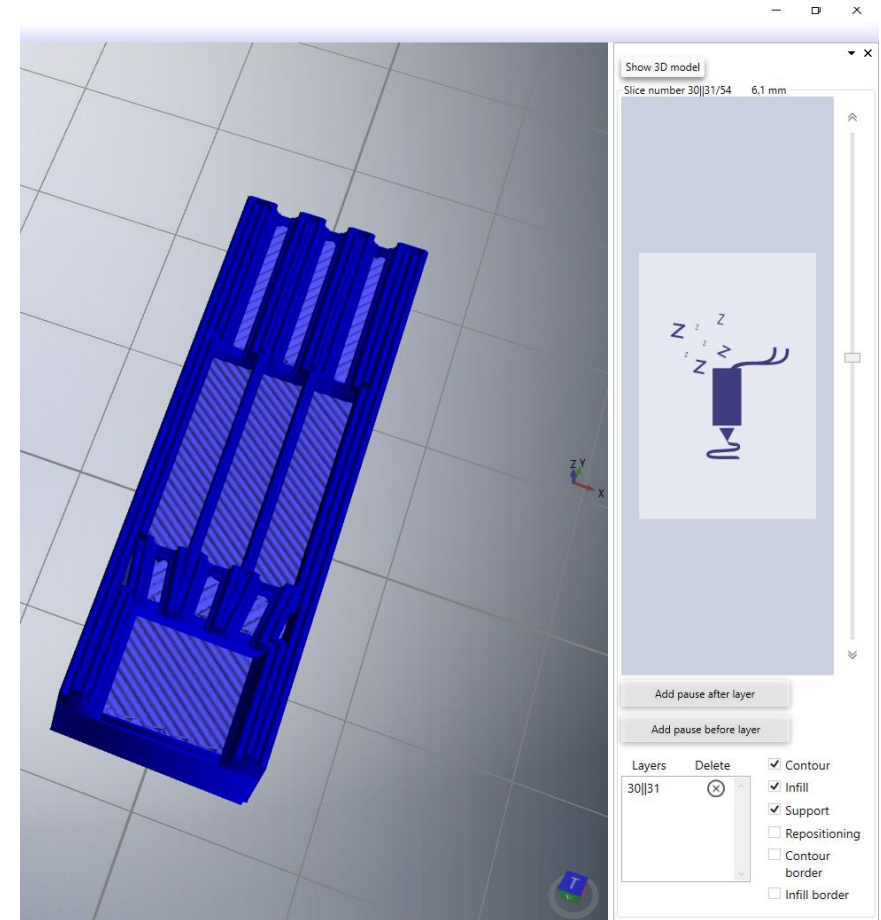 Show 3D model
Slice number 30||31/54 6.1 mm
Z
z
z
Z
z
Z
Z Y
X
Add pause after layer
Add pause before layer
Layers Delete
30||31
Contour
Infill
Support
Repositioning
Contour
border
Infill border
T